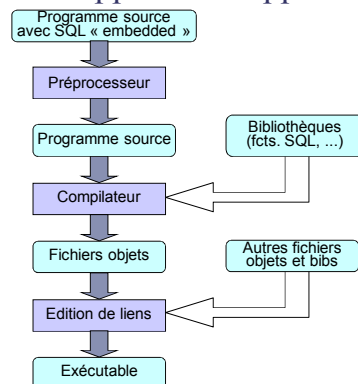 Programme source
avec SQL « embedded »
Préprocesseur
Programme source
Bibliothèques
(fcts. SQL, ...)
Compilateur
Fichiers objets
Autres fichiers
objets et bibs
Edition de liens
Exécutable